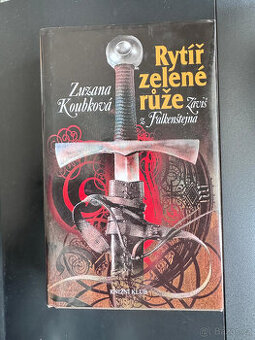 Zuzana
Koubková
Rytíř
zelené
růže
Záviš
z Falkenštejna
KNIŽNÍ KLUB